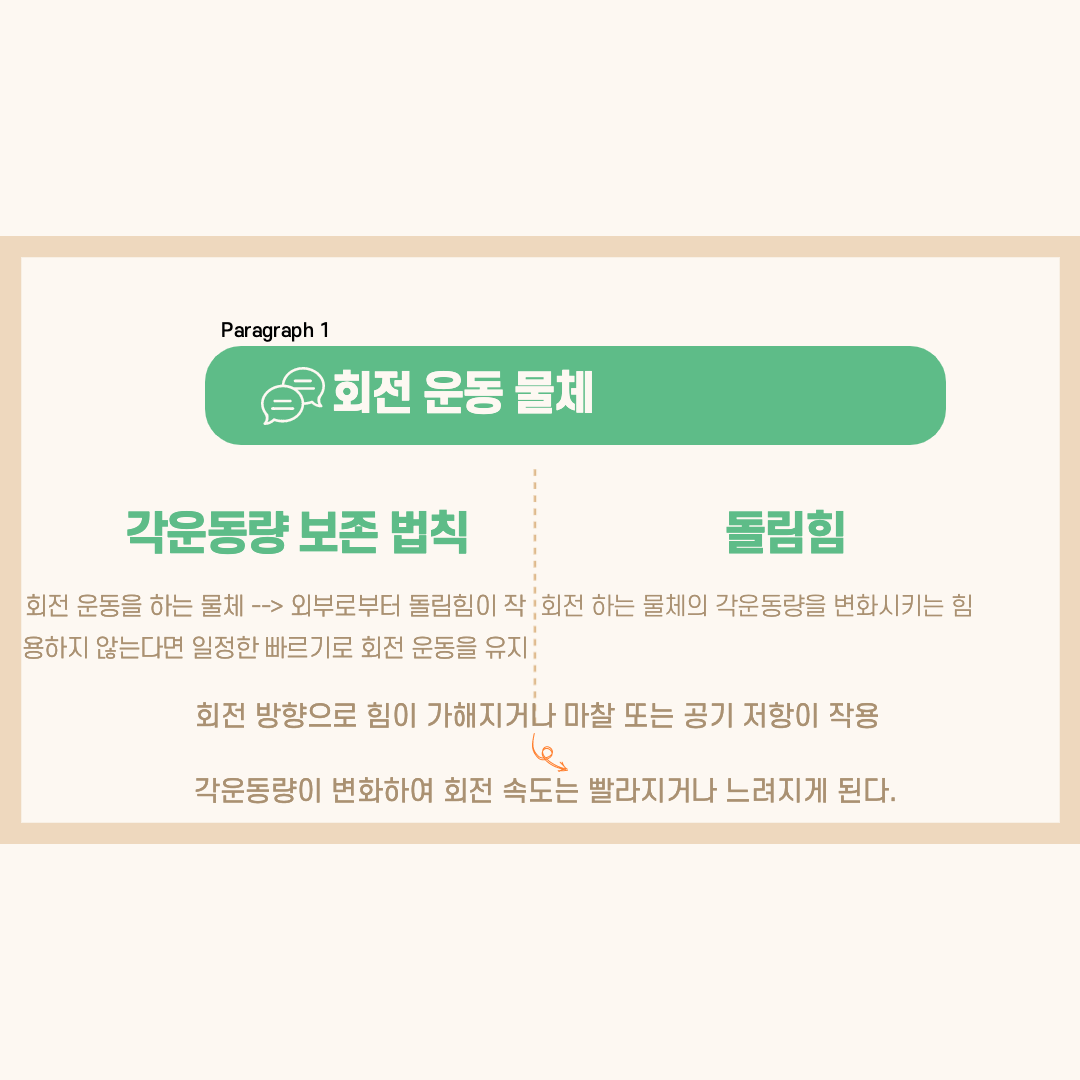 Paragraph 1
회전 운동 물체
각운동량 보존 법칙
회전 운동을 하는 물체 --> 외부로부터 돌림힘이 작
용하지 않는다면 일정한 빠르기로 회전 운동을 유지
돌림힘
회전 하는 물체의 각운동량을 변화시키는 힘
회전 방향으로 힘이 가해지거나 마찰 또는 공기 저항이 작용
각운동량이 변화하여 회전 속도는 빨라지거나 느려지게 된다.